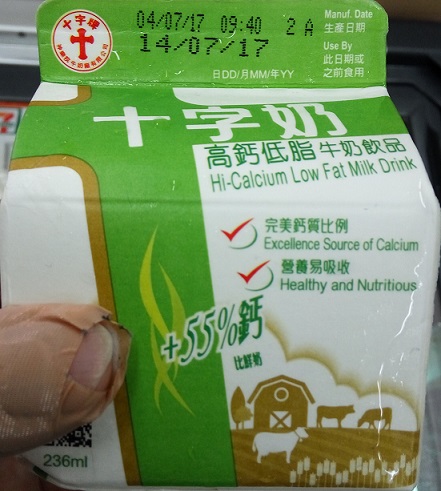 十字牌
04/07/17 09:40 2 A
14/07/17
Manuf. Date
生產日期
Use By
此日期或
之前食用
日DD/月MM/年YY
十字奶
高鈣低脂 牛奶飲品
Hi-Calcium Low Fat Milk Drink
完美鈣質比例
Excellence Source of Calcium
營養易吸收
Healthy and Nutritious
+55%鈣
比鮮奶
236ml